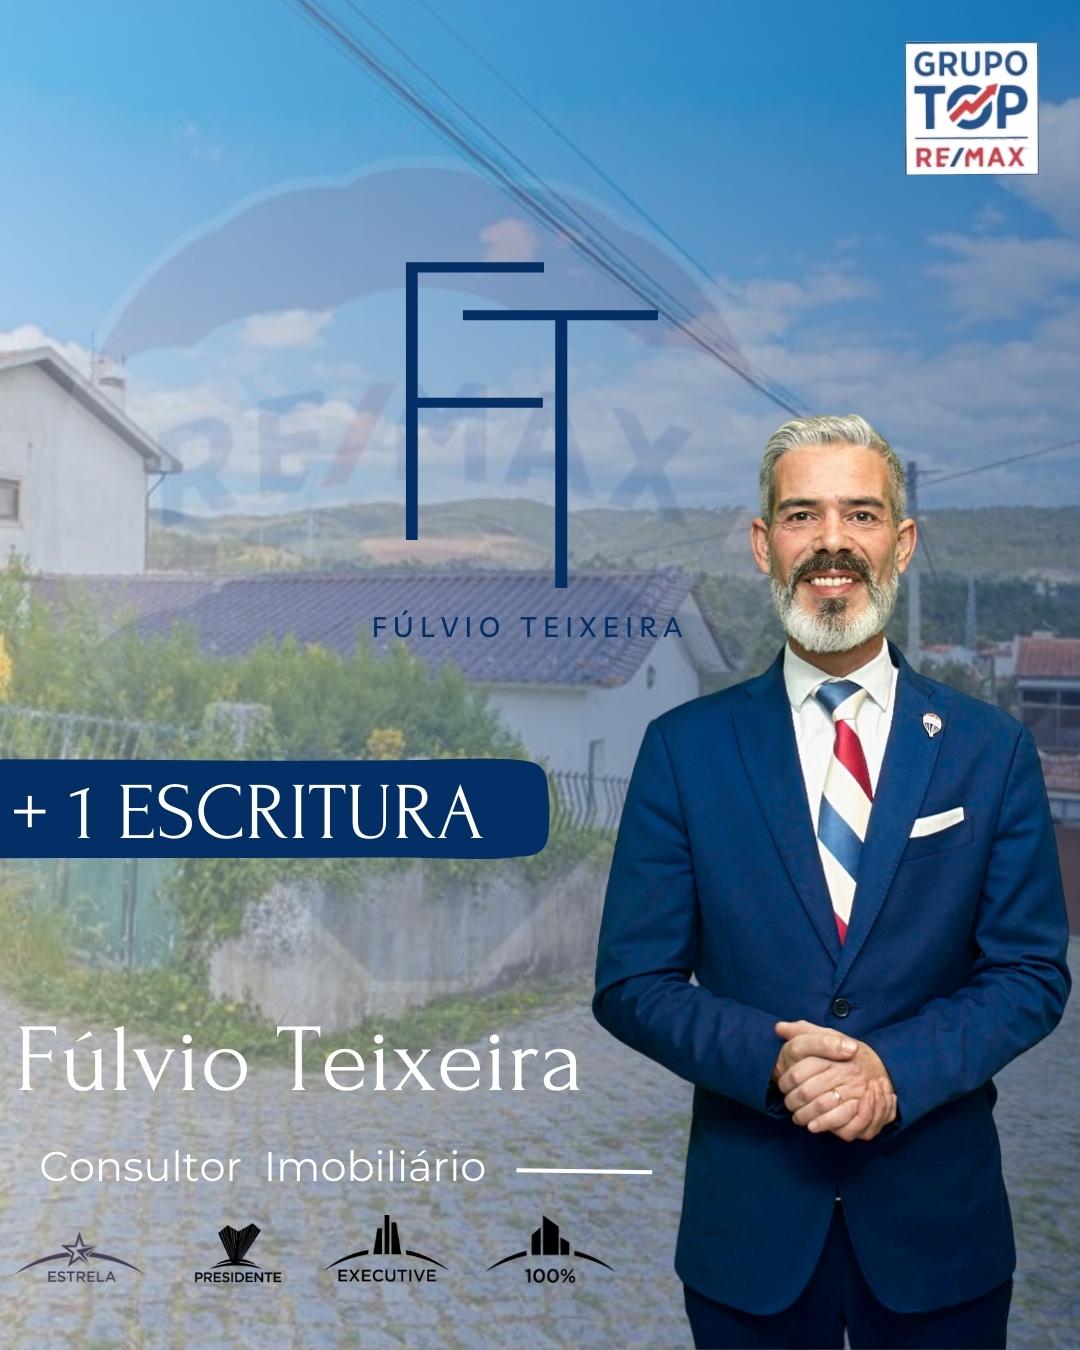 GRUPO
TOP
RE/MAX
RE/MAX
FT
FÚLVIO TEIXEIRA
+ 1 ESCRITURA
Fúlvio Teixeira
Consultor Imobiliário
ESTRELA
PRESIDENTE
EXECUTIVE
100%